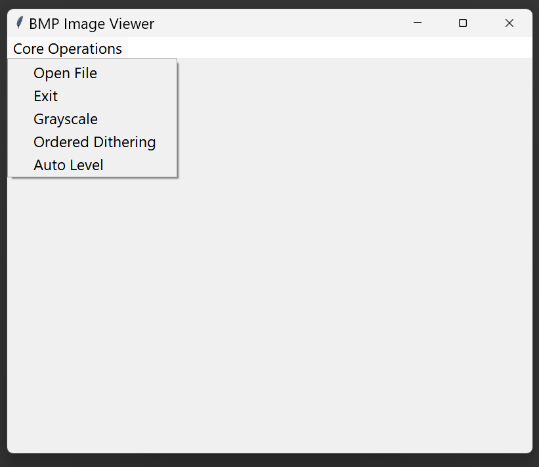 BMP Image Viewer
Core Operations
Open File
Exit
Grayscale
Ordered Dithering
Auto Level